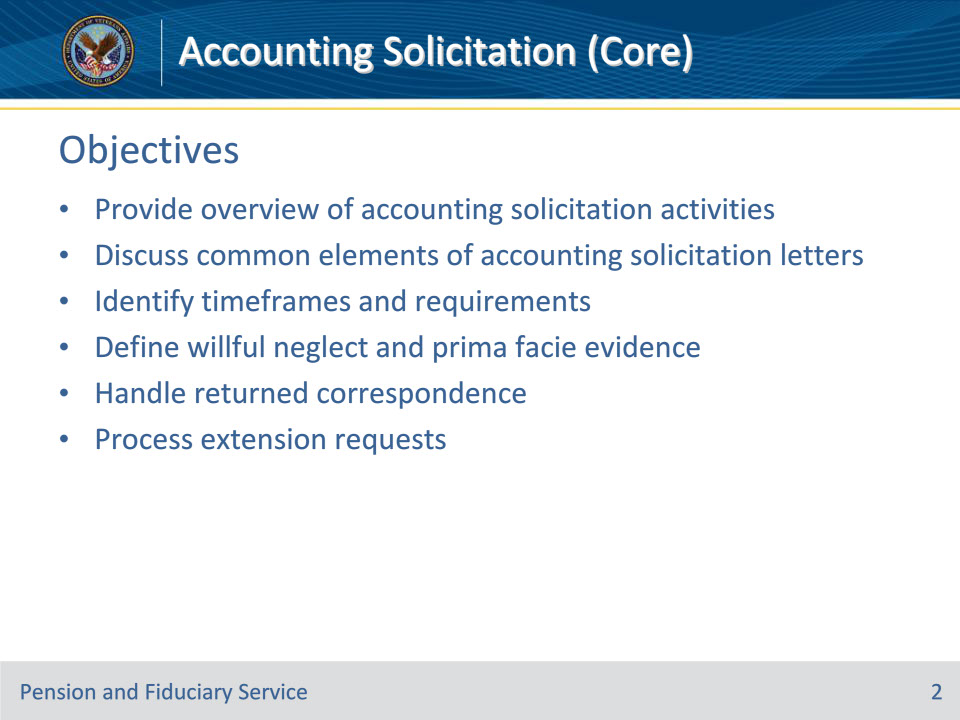 Accounting Solicitation (Core)
Objectives
• Provide overview of accounting solicitation activities
• Discuss common elements of accounting solicitation letters
• Identify timeframes and requirements
• Define willful neglect and prima facie evidence
• Handle returned correspondence
• Process extension requests
Pension and Fiduciary Service
2